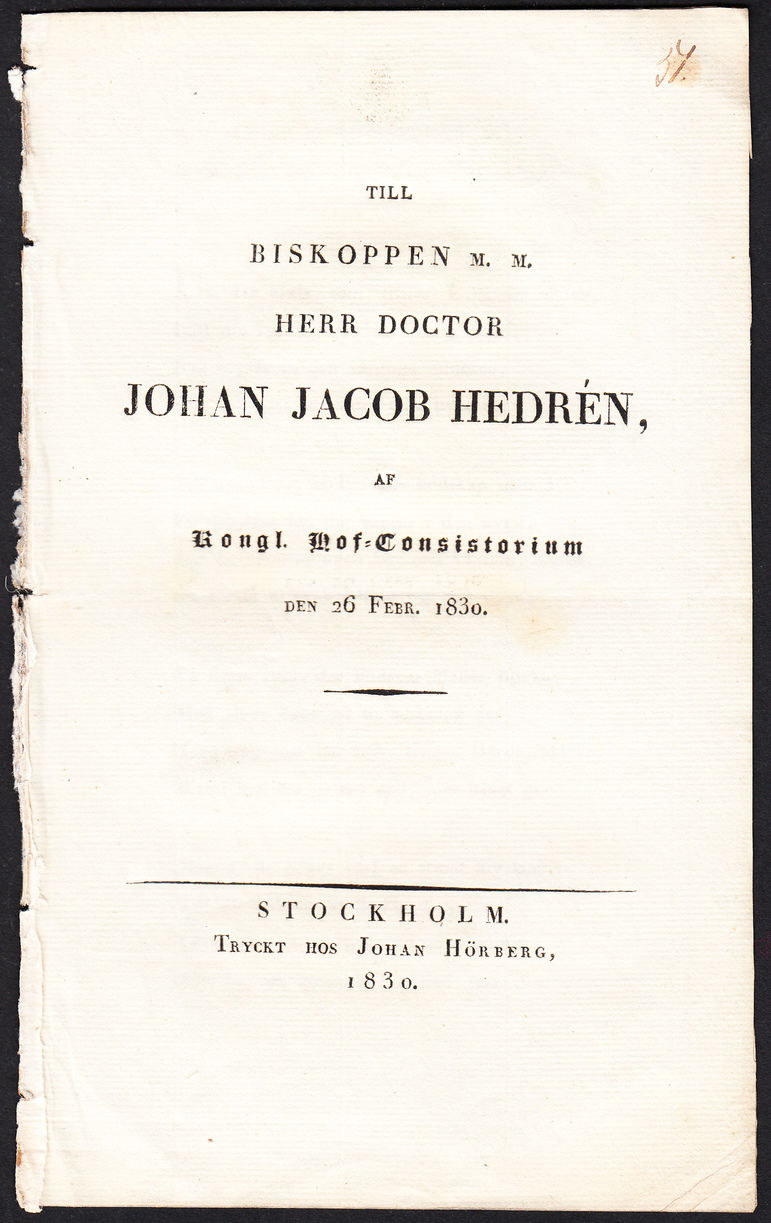 54.
TILL
BISKOPPEN M. M.
HERR DOCTOR
JOHAN JACOB HEDRÉN,
AF
Kongl. Hof-Consistorium
DEN 26 FEBR. 1830.
STOCKHOLM.
TRYCKT HOS JOHAN HÖRBERG,
1830.